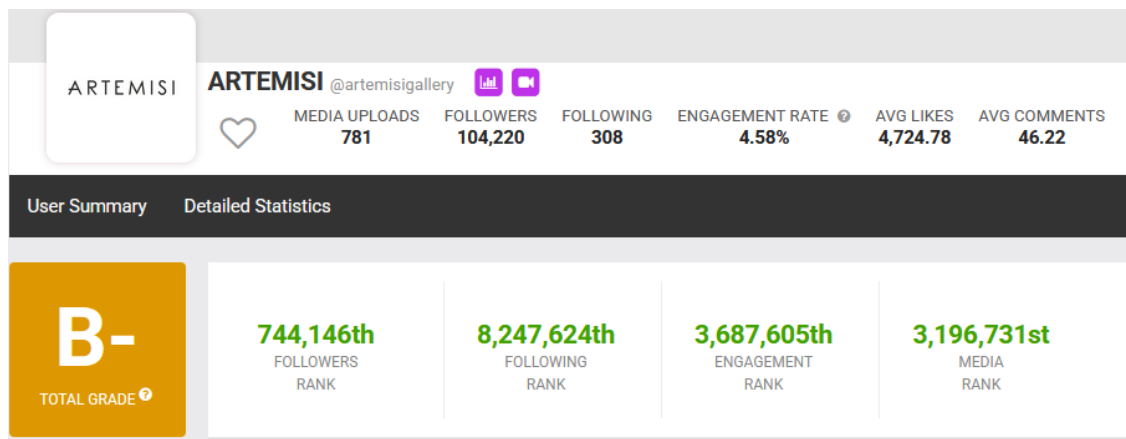 ARTEMISI
ARTEMISI @artemisigallery
MEDIA UPLOADS FOLLOWERS FOLLOWING ENGAGEMENT RATE ? AVG LIKES AVG COMMENTS
781 104,220 308 4.58% 4,724.78 46.22
User Summary Detailed Statistics
B-
TOTAL GRADE ?
744,146th 8,247,624th 3,687,605th 3,196,731st
FOLLOWERS FOLLOWING ENGAGEMENT MEDIA
RANK RANK RANK RANK